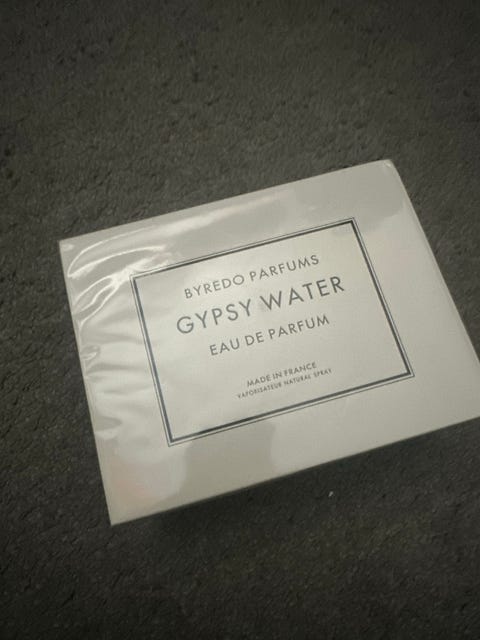 BYREDO PARFUMS
GYPSY WATER
EAU DE PARFUM
MADE IN FRANCE
VAPORISATEUR NATURAL SPRAY